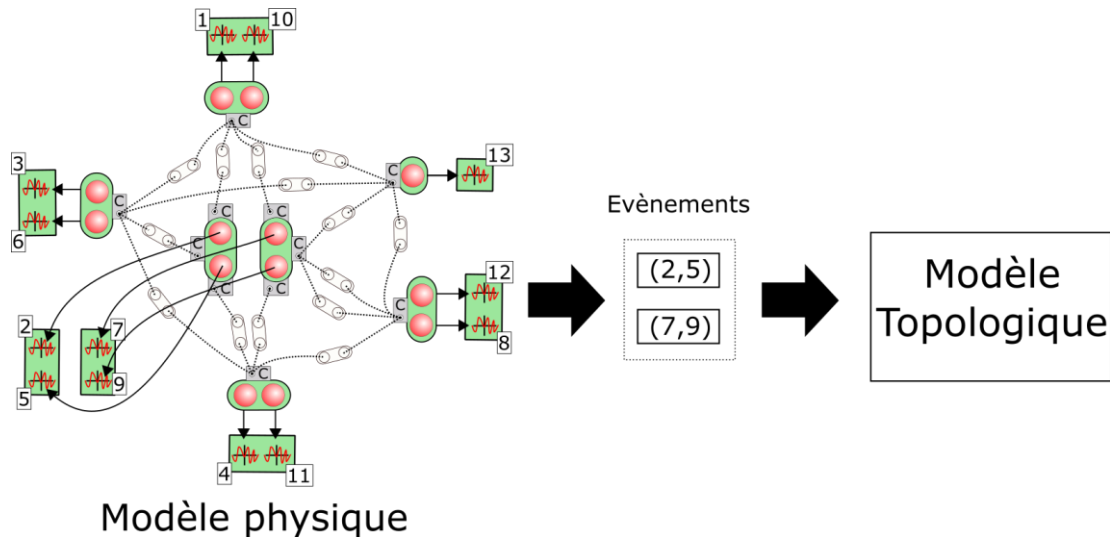 1 10
C
3
6
C
C
13
C C
C C
C C
12
8
C
2 7
5 9
C
4 11
Modèle physique
Evènements
(2,5)
(7,9)
Modèle
Topologique